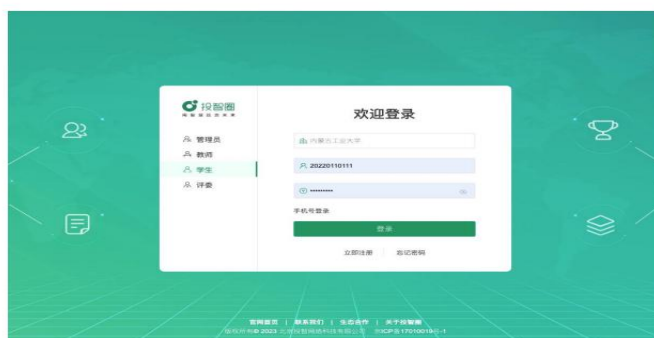 投智圈
欢迎登录
管理员
教师
学生
评委
内蒙古工业大学
20220110111
手机号登录
登录
立即注册 忘记密码
官网首页 | 联系我们 | 生态合作 | 关于投智圈